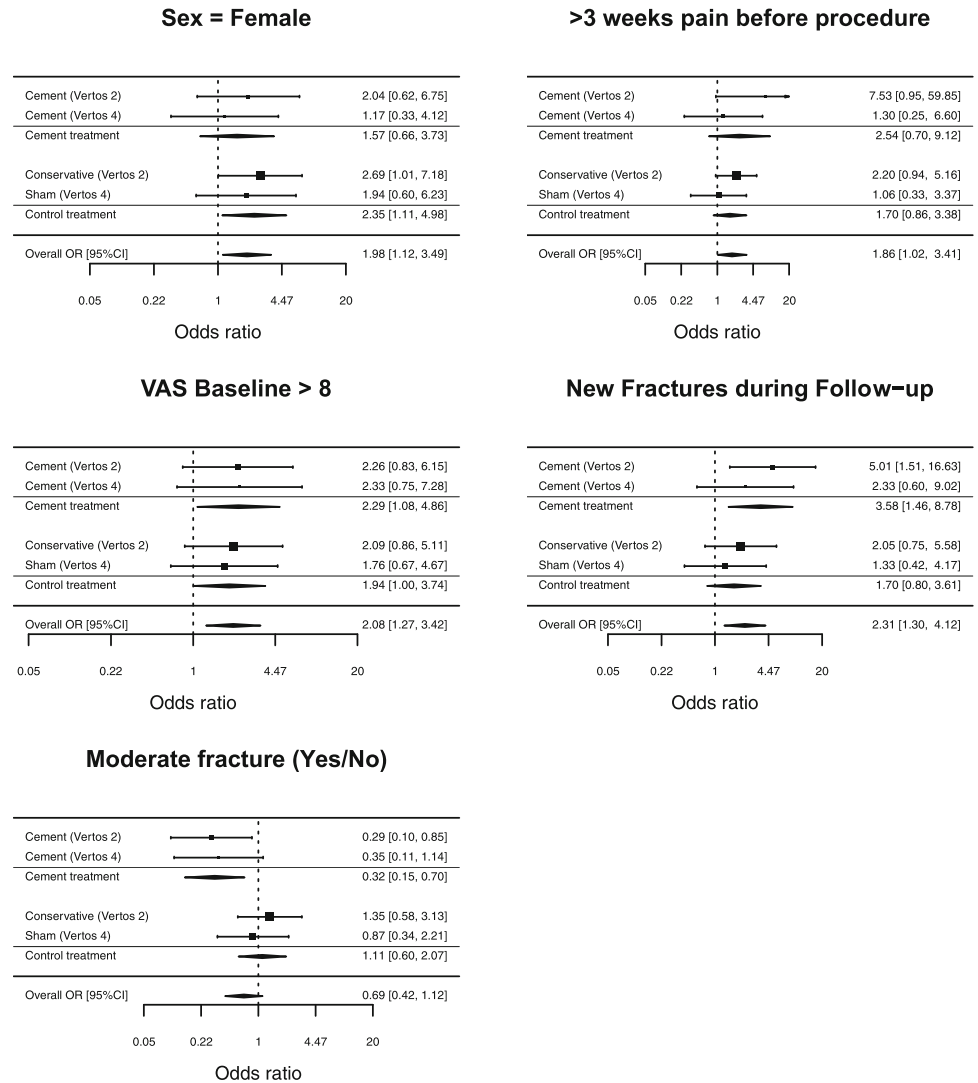 Sex = Female
Cement (Vertos 2) 2.04 [0.62, 6.75]
Cement (Vertos 4) 1.17 [0.33, 4.12]
Cement treatment 1.57 [0.66, 3.73]
Conservative (Vertos 2) 2.69 [1.01, 7.18]
Sham (Vertos 4) 1.94 [0.60, 6.23]
Control treatment 2.35 [1.11, 4.98]
Overall OR [95%CI] 1.98 [1.12, 3.49]
0.05 0.22 1 4.47 20
Odds ratio
>3 weeks pain before procedure
Cement (Vertos 2) 7.53 [0.95, 59.85]
Cement (Vertos 4) 1.30 [0.25, 6.60]
Cement treatment 2.54 [0.70, 9.12]
Conservative (Vertos 2) 2.20 [0.94, 5.16]
Sham (Vertos 4) 1.06 [0.33, 3.37]
Control treatment 1.70 [0.86, 3.38]
Overall OR [95%CI] 1.86 [1.02, 3.41]
0.05 0.22 1 4.47 20
Odds ratio
VAS Baseline > 8
Cement (Vertos 2) 2.26 [0.83, 6.15]
Cement (Vertos 4) 2.33 [0.75, 7.28]
Cement treatment 2.29 [1.08, 4.86]
Conservative (Vertos 2) 2.09 [0.86, 5.11]
Sham (Vertos 4) 1.76 [0.67, 4.67]
Control treatment 1.94 [1.00, 3.74]
Overall OR [95%CI] 2.08 [1.27, 3.42]
0.05 0.22 1 4.47 20
Odds ratio
New Fractures during Follow−up
Cement (Vertos 2) 5.01 [1.51, 16.63]
Cement (Vertos 4) 2.33 [0.60, 9.02]
Cement treatment 3.58 [1.46, 8.78]
Conservative (Vertos 2) 2.05 [0.75, 5.58]
Sham (Vertos 4) 1.33 [0.42, 4.17]
Control treatment 1.70 [0.80, 3.61]
Overall OR [95%CI] 2.31 [1.30, 4.12]
0.05 0.22 1 4.47 20
Odds ratio
Moderate fracture (Yes/No)
Cement (Vertos 2) 0.29 [0.10, 0.85]
Cement (Vertos 4) 0.35 [0.11, 1.14]
Cement treatment 0.32 [0.15, 0.70]
Conservative (Vertos 2) 1.35 [0.58, 3.13]
Sham (Vertos 4) 0.87 [0.34, 2.21]
Control treatment 1.11 [0.60, 2.07]
Overall OR [95%CI] 0.69 [0.42, 1.12]
0.05 0.22 1 4.47 20
Odds ratio